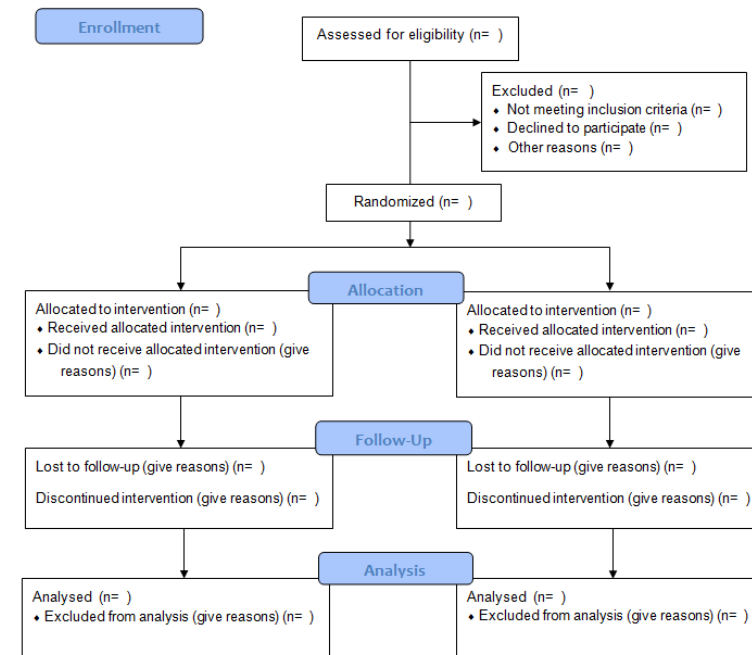 Enrollment
Assessed for eligibility (n=  )
Excluded (n=  )
⬧ Not meeting inclusion criteria (n=  )
⬧ Declined to participate (n=  )
⬧ Other reasons (n=  )
Randomized (n=  )
Allocation
Allocated to intervention (n=  )
⬧ Received allocated intervention (n=  )
⬧ Did not receive allocated intervention (give
reasons) (n=  )
Allocated to intervention (n=  )
⬧ Received allocated intervention (n=  )
⬧ Did not receive allocated intervention (give
reasons) (n=  )
Follow-Up
Lost to follow-up (give reasons) (n=  )
Discontinued intervention (give reasons) (n=  )
Lost to follow-up (give reasons) (n=  )
Discontinued intervention (give reasons) (n=  )
Analysis
Analysed (n=  )
⬧ Excluded from analysis (give reasons) (n=  )
Analysed (n=  )
⬧ Excluded from analysis (give reasons) (n=  )